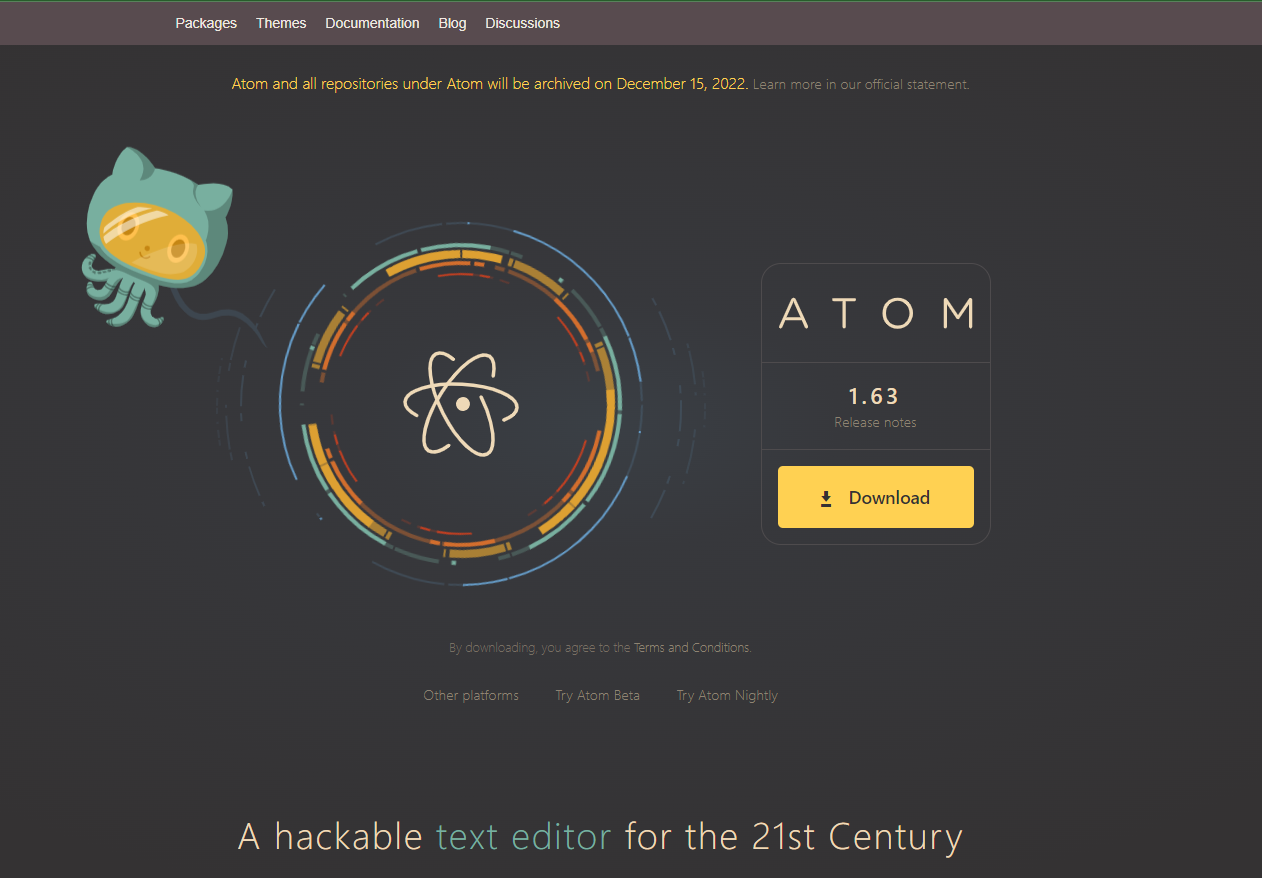 Packages Themes Documentation Blog Discussions
Atom and all repositories under Atom will be archived on December 15, 2022. Learn more in our official statement.
ATOM
1.63
Release notes
Download
By downloading, you agree to the Terms and Conditions.
Other platforms Try Atom Beta Try Atom Nightly
A hackable text editor for the 21st Century